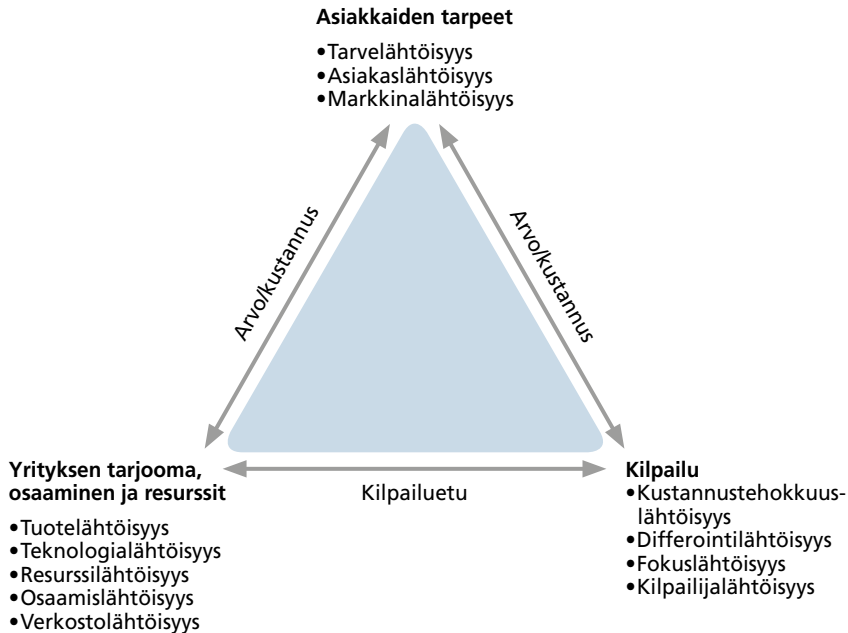 Asiakkaiden tarpeet
•Tarvelähtöisyys
•Asiakaslähtöisyys
•Markkinalähtöisyys
Arvo/kustannus
Arvo/kustannus
Yrityksen tarjooma,
osaaminen ja resurssit
•Tuotelähtöisyys
•Teknologialähtöisyys
•Resurssilähtöisyys
•Osaamislähtöisyys
•Verkostolähtöisyys
Kilpailuetu
Kilpailu
•Kustannustehokkuus-
lähtöisyys
•Differointilähtöisyys
•Fokuslähtöisyys
•Kilpailijalähtöisyys